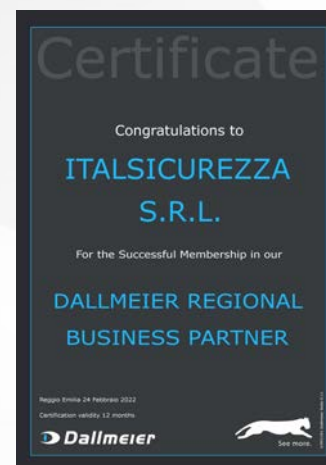 Certificate
Congratulations to
ITALSICUREZZA
S.R.L.
For the Successful Membership in our
DALLMEIER REGIONAL
BUSINESS PARTNER
Reggio Emilia 24 Febbraio 2022
Certification validity 12 months
Dallmeier
See more.